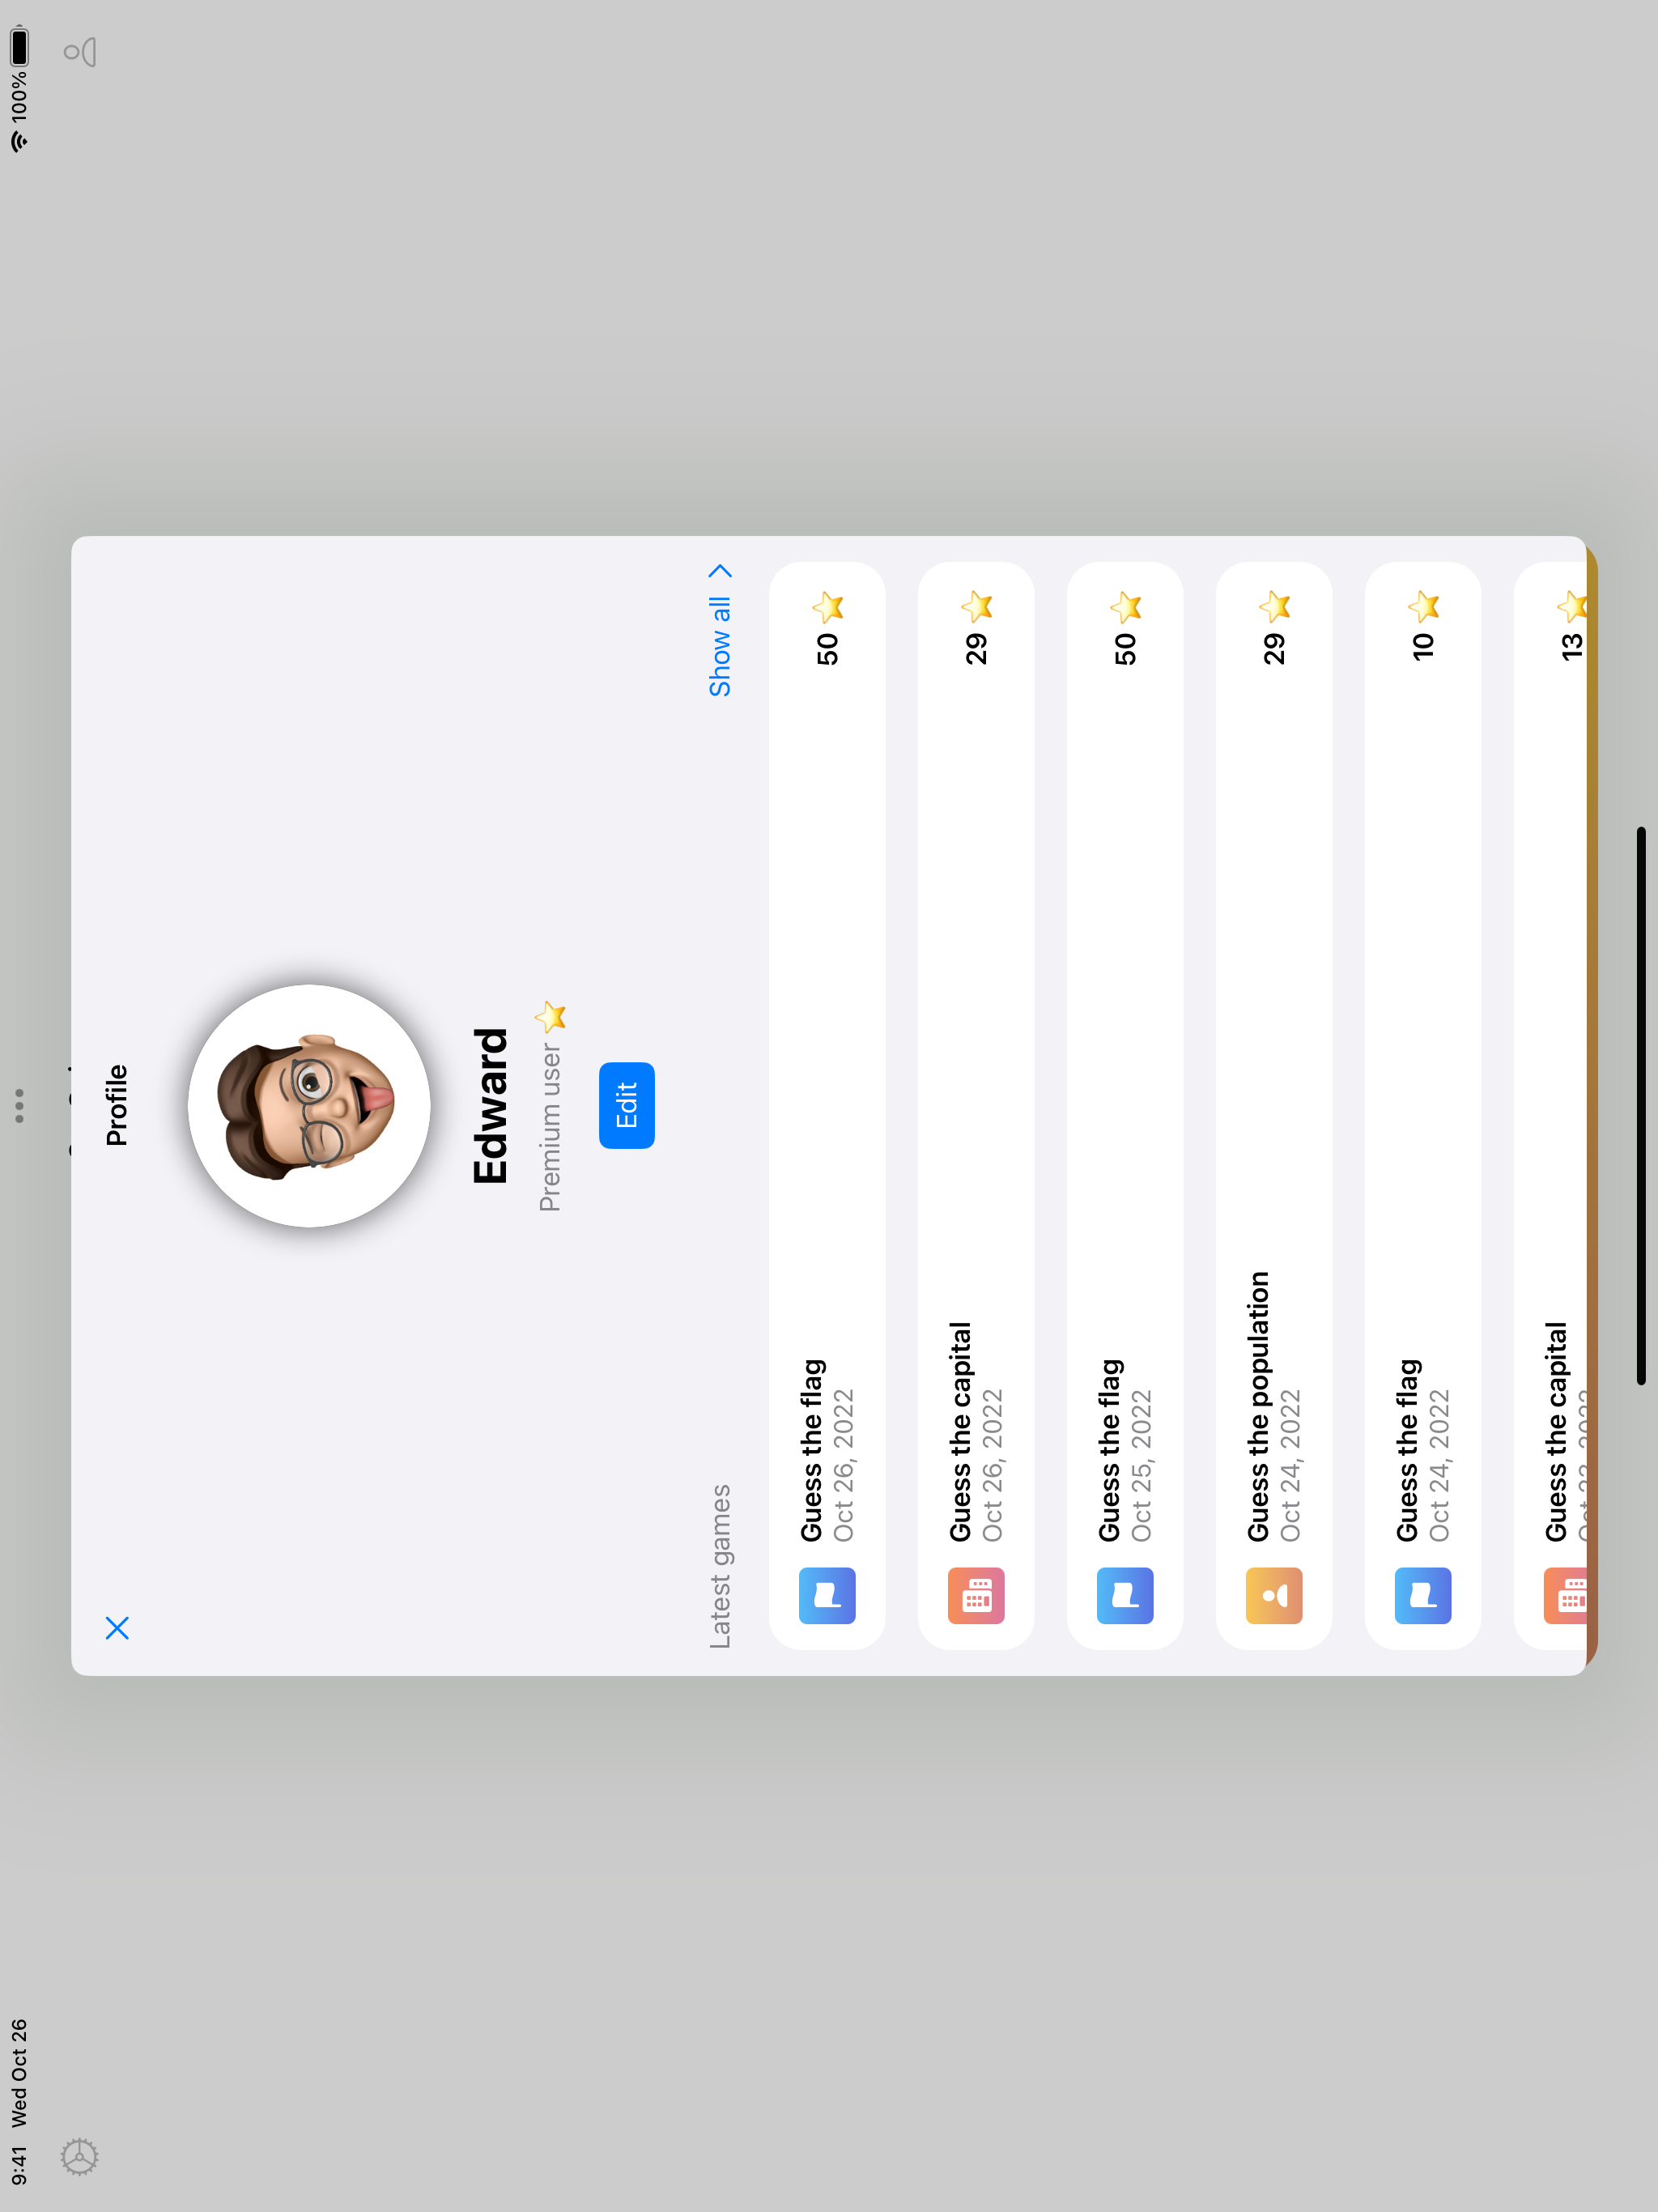 9:41 Wed Oct 26
100%
Profile
Edward
Premium user
Edit
Latest games
Show all
Guess the flag
Oct 26, 2022
50
Guess the capital
Oct 26, 2022
29
Guess the flag
Oct 25, 2022
50
Guess the population
Oct 24, 2022
29
Guess the flag
Oct 24, 2022
10
Guess the capital
13